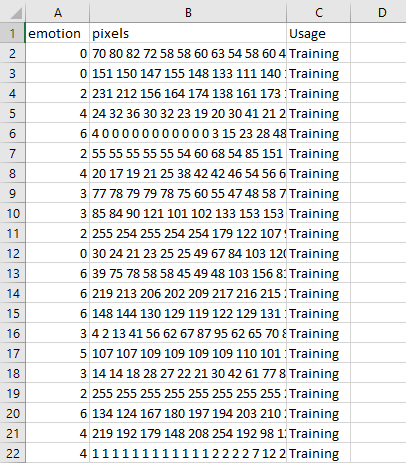 A B C D
1 emotion pixels Usage
2 0 70 80 82 72 58 58 60 63 54 58 60 4 Training
3 0 151 150 147 155 148 133 111 140 Training
4 2 231 212 156 164 174 138 161 173 Training
5 4 24 32 36 30 32 23 19 20 30 41 21 2 Training
6 6 4 0 0 0 0 0 0 0 0 0 0 0 3 15 23 28 48 Training
7 2 55 55 55 55 55 54 60 68 54 85 151 Training
8 4 20 17 19 21 25 38 42 42 46 54 56 6 Training
9 3 77 78 79 79 78 75 60 55 47 48 58 7 Training
10 3 85 84 90 121 101 102 133 153 153 Training
11 2 255 254 255 254 254 179 122 107 Training
12 0 30 24 21 23 25 25 49 67 84 103 120 Training
13 6 39 75 78 58 58 45 49 48 103 156 8 Training
14 6 219 213 206 202 209 217 216 215 Training
15 6 148 144 130 129 119 122 129 131 Training
16 3 4 2 13 41 56 62 67 87 95 62 65 70 8 Training
17 5 107 107 109 109 109 109 110 101 Training
18 3 14 14 18 28 27 22 21 30 42 61 77 8 Training
19 2 255 255 255 255 255 255 255 255 Training
20 6 134 124 167 180 197 194 203 210 Training
21 4 219 192 179 148 208 254 192 98 1 Training
22 4 1 1 1 1 1 1 1 1 1 1 1 1 2 2 2 2 7 12 2 Training